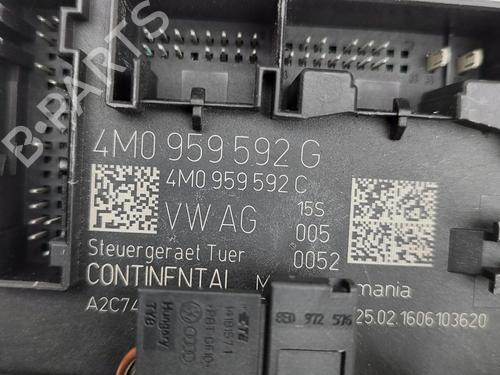 4M0 959 592 G
4M0 959 592 C
VW AG
15S
005
0052
Steuergeraet Tuer
CONTINENTAL M mania
A2C74 25.02.1606103620
8E0 972 576
Hungary
TYB
B-Parts